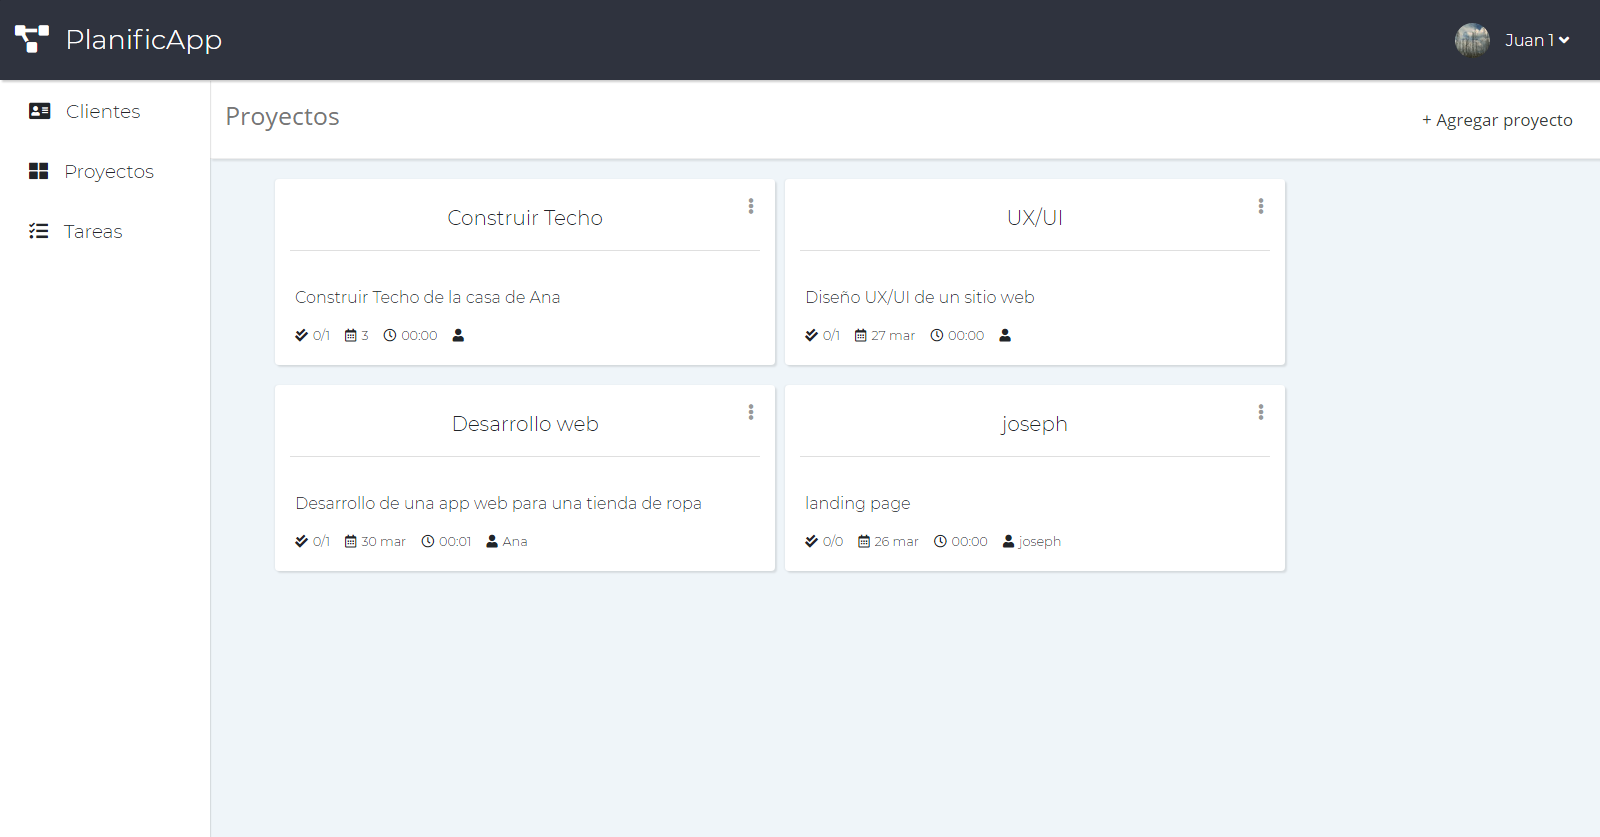 PlanificApp
Juan 1
Clientes
Proyectos
Tareas
Proyectos
+ Agregar proyecto
Construir Techo
Construir Techo de la casa de Ana
0/1 3 00:00
UX/UI
Diseño UX/UI de un sitio web
0/1 27 mar 00:00
Desarrollo web
Desarrollo de una app web para una tienda de ropa
0/1 30 mar 00:01 Ana
joseph
landing page
0/0 26 mar 00:00 joseph